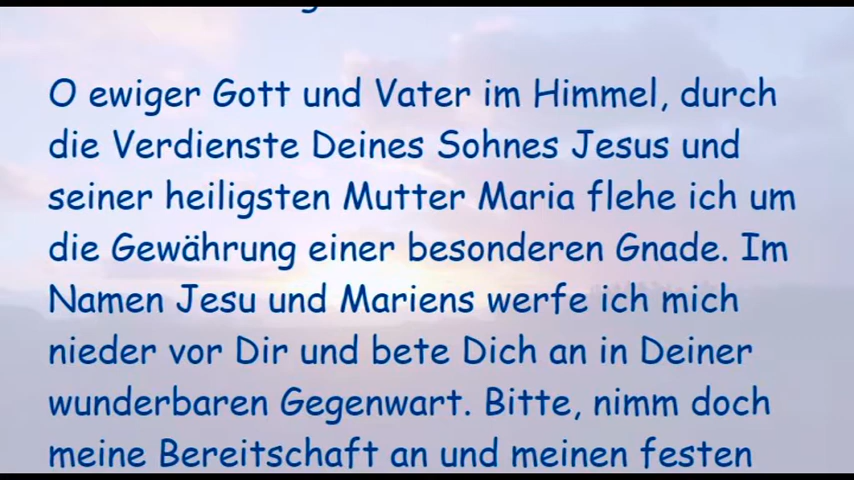 O ewiger Gott und Vater im Himmel, durch
die Verdienste Deines Sohnes Jesus und
seiner heiligsten Mutter Maria flehe ich um
die Gewährung einer besonderen Gnade. Im
Namen Jesu und Mariens werfe ich mich
nieder vor Dir und bete Dich an in Deiner
wunderbaren Gegenwart. Bitte, nimm doch
meine Bereitschaft an und meinen festen